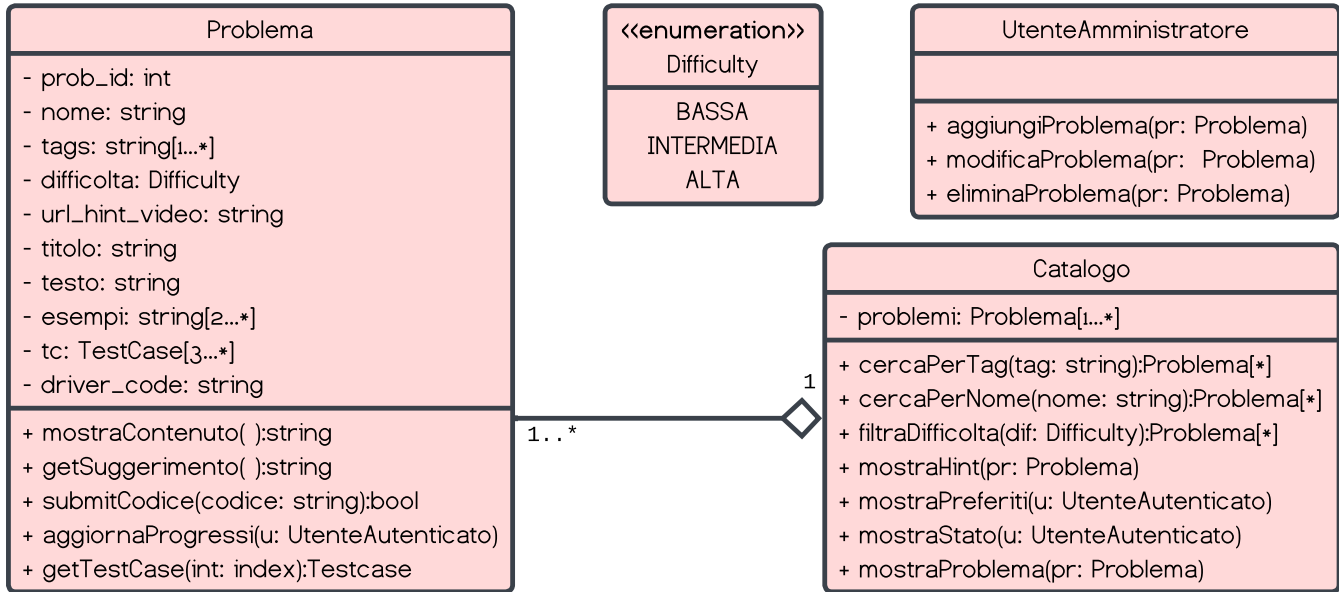 Problema
- prob_id: int
- nome: string
- tags: string[1...*]
- difficolta: Difficulty
- url_hint_video: string
- titolo: string
- testo: string
- esempi: string[2...*]
- tc: TestCase[3...*]
- driver_code: string
+ mostraContenuto( ):string
+ getSuggerimento( ):string
+ submitCodice(codice: string):bool
+ aggiornaProgressi(u: UtenteAutenticato)
+ getTestCase(int: index):Testcase
1..*
1
<<enumeration>>
Difficulty
BASSA
INTERMEDIA
ALTA
UtenteAmministratore
+ aggiungiProblema(pr: Problema)
+ modificaProblema(pr: Problema)
+ eliminaProblema(pr: Problema)
Catalogo
- problemi: Problema[1...*]
+ cercaPerTag(tag: string):Problema[*]
+ cercaPerNome(nome: string):Problema[*]
+ filtraDifficolta(dif: Difficulty):Problema[*]
+ mostraHint(pr: Problema)
+ mostraPreferiti(u: UtenteAutenticato)
+ mostraStato(u: UtenteAutenticato)
+ mostraProblema(pr: Problema)